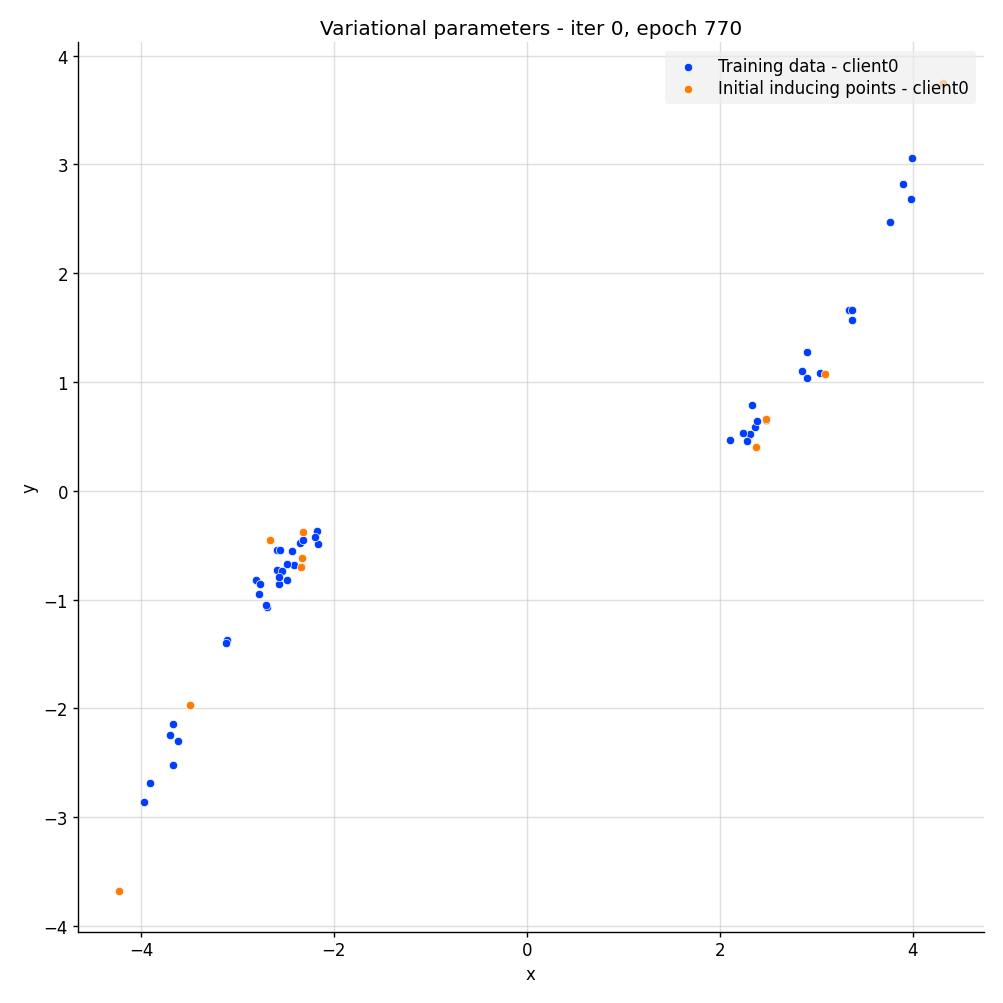 Variational parameters - iter 0, epoch 770
Training data - client0
Initial inducing points - client0
4
3
2
1
0
−1
−2
−3
−4
y
−4 −2 0 2 4
x